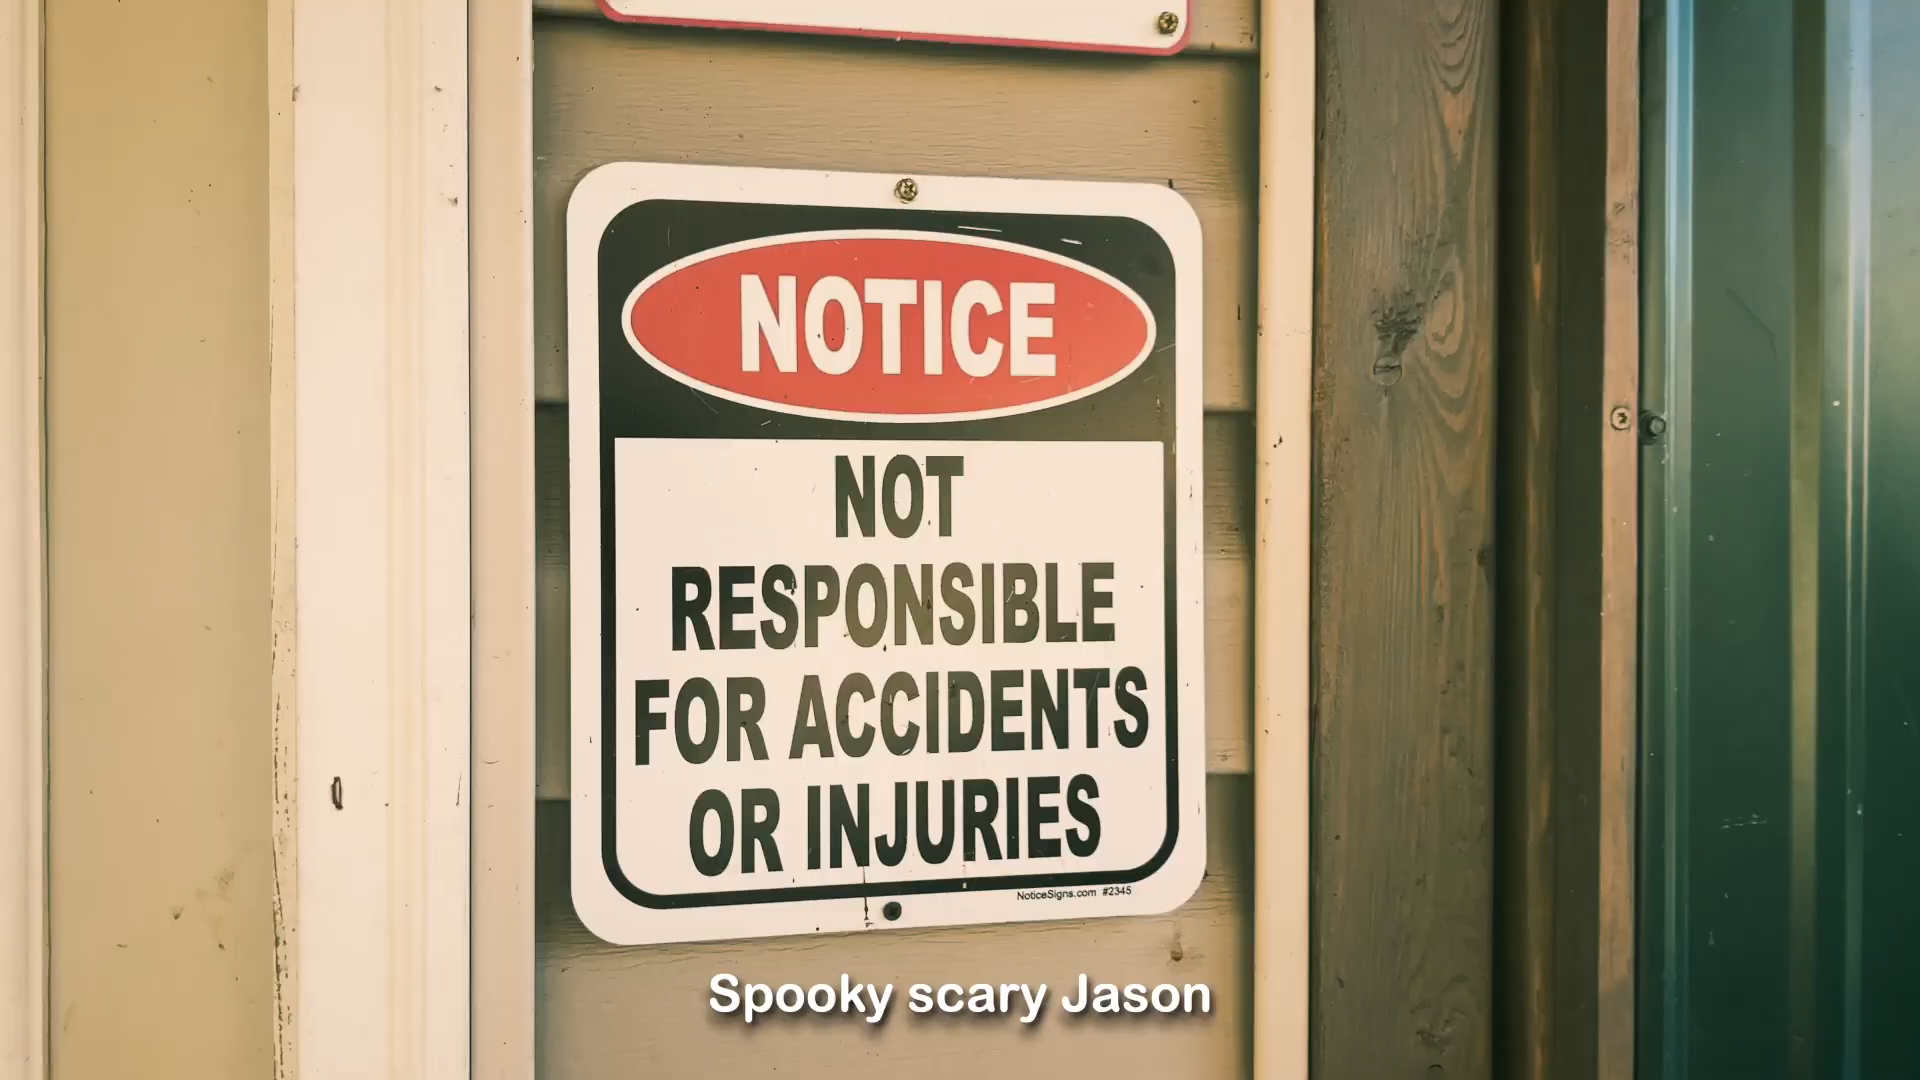 NOTICE
NOT
RESPONSIBLE
FOR ACCIDENTS
OR INJURIES
NoticeSigns.com #2345
Spooky scary Jason